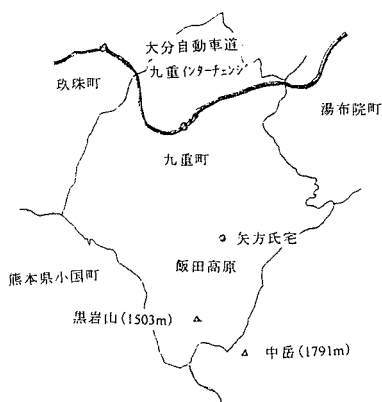 大分自動車道
九重インターチェンジ
玖珠町
湯布院町
九重町
矢方氏宅
飯田高原
熊本県小国町
黒岩山(1503m)
中岳(1791m)